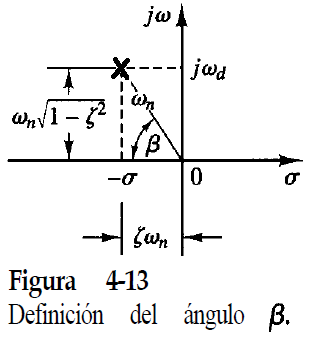 jω
jω_d
ω_n
ω_n√1 − ζ²
β
−σ
0
σ
ζω_n
Figura 4-13
Definición del ángulo β.